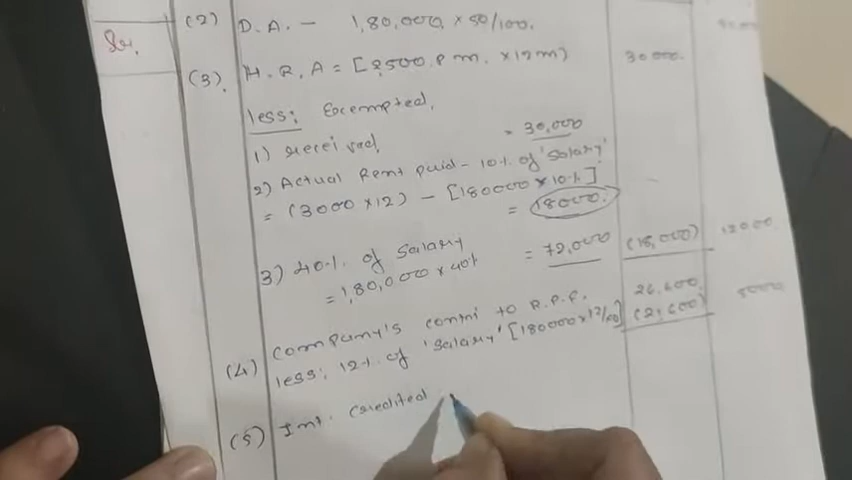 Sr.
(2) D.A. - 1,80,000 × 50/100.
(3). H.R.A = [2500 P.m. × 12m) 30000.
less: Exempted,
1) Received, = 30,000
2) Actual Rent paid - 10% of 'Salary'
= (3000 × 12) - [180000 × 10%]
= 18000.
3) 40% of Salary = 72,000 (18,000) 12000
= 1,80,000 × 40%
(4) Company's contri to R.P.F. 26,600
less: 12% of 'Salary' [180000 × 12/100] (21,600) 5000
(5) Int. Credited